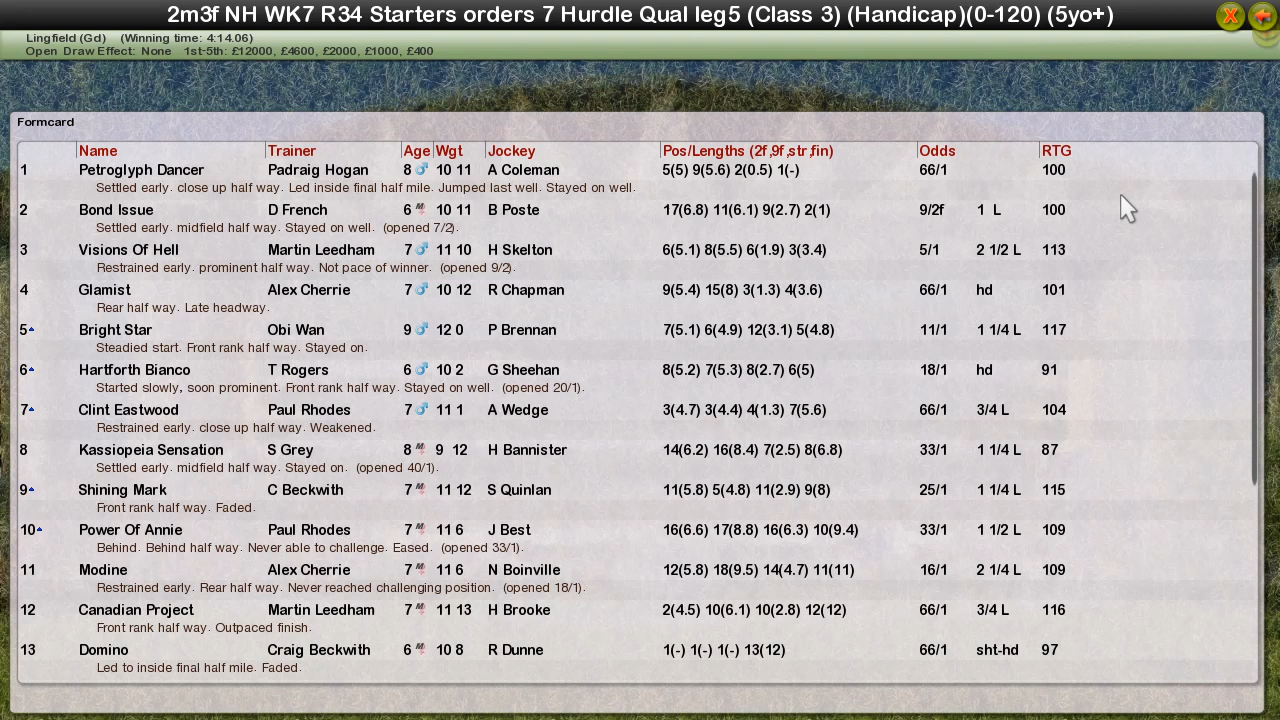 2m3f NH WK7 R34 Starters orders 7 Hurdle Qual leg5 (Class 3) (Handicap)(0-120) (5yo+)
Lingfield (Gd) (Winning time: 4:14.06)
Open Draw Effect: None 1st-5th: £12000, £4600, £2000, £1000, £400
Formcard
Name Trainer Age Wgt Jockey Pos/Lengths (2f,9f,str,fin) Odds RTG
1 Petroglyph Dancer Padraig Hogan 8 10 11 A Coleman 5(5) 9(5.6) 2(0.5) 1(-) 66/1 100
Settled early. close up half way. Led inside final half mile. Jumped last well. Stayed on well.
2 Bond Issue D French 6 10 11 B Poste 17(6.8) 11(6.1) 9(2.7) 2(1) 9/2f 1 L 100
Settled early. midfield half way. Stayed on well. (opened 7/2).
3 Visions Of Hell Martin Leedham 7 11 10 H Skelton 6(5.1) 8(5.5) 6(1.9) 3(3.4) 5/1 2 1/2 L 113
Restrained early. prominent half way. Not pace of winner. (opened 9/2).
4 Glamist Alex Cherrie 7 10 12 R Chapman 9(5.4) 15(8) 3(1.3) 4(3.6) 66/1 hd 101
Rear half way. Late headway.
5 Bright Star Obi Wan 9 12 0 P Brennan 7(5.1) 6(4.9) 12(3.1) 5(4.8) 11/1 1 1/4 L 117
Steadied start. Front rank half way. Stayed on.
6 Hartforth Bianco T Rogers 6 10 2 G Sheehan 8(5.2) 7(5.3) 8(2.7) 6(5) 18/1 hd 91
Started slowly, soon prominent. Front rank half way. Stayed on well. (opened 20/1).
7 Clint Eastwood Paul Rhodes 7 11 1 A Wedge 3(4.7) 3(4.4) 4(1.3) 7(5.6) 66/1 3/4 L 104
Restrained early. close up half way. Weakened.
8 Kassiopeia Sensation S Grey 8 M 9 12 H Bannister 14(6.2) 16(8.4) 7(2.5) 8(6.8) 33/1 1 1/4 L 87
Settled early. midfield half way. Stayed on. (opened 40/1).
9 Shining Mark C Beckwith 7 11 12 S Quinlan 11(5.8) 5(4.8) 11(2.9) 9(8) 25/1 1 1/4 L 115
Front rank half way. Faded.
10 Power Of Annie Paul Rhodes 7 11 6 J Best 16(6.6) 17(8.8) 16(6.3) 10(9.4) 33/1 1 1/2 L 109
Behind. Behind half way. Never able to challenge. Eased. (opened 33/1).
11 Modine Alex Cherrie 7 11 6 N Boinville 12(5.8) 18(9.5) 14(4.7) 11(11) 16/1 2 1/4 L 109
Restrained early. Rear half way. Never reached challenging position. (opened 18/1).
12 Canadian Project Martin Leedham 7 11 13 H Brooke 2(4.5) 10(6.1) 10(2.8) 12(12) 66/1 3/4 L 116
Front rank half way. Outpaced finish.
13 Domino Craig Beckwith 6 10 8 R Dunne 1(-) 1(-) 1(-) 13(12) 66/1 sht-hd 97
Led to inside final half mile. Faded.